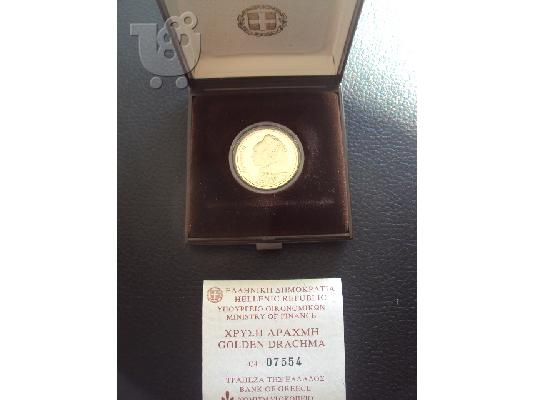 ΕΛΛΗΝΙΚΗ ΔΗΜΟΚΡΑΤΙΑ
HELLENIC REPUBLIC
ΥΠΟΥΡΓΕΙΟ ΟΙΚΟΝΟΜΙΚΩΝ
MINISTRY OF FINANCE
ΧΡΥΣΗ ΔΡΑΧΜΗ
GOLDEN DRACHMA
07554
ΤΡΑΠΕΖΑ ΤΗΣ ΕΛΛΑΔΟΣ
BANK OF GREECE
ΝΟΜΙΣΜΑΤΟΚΟΠΕΙΟ